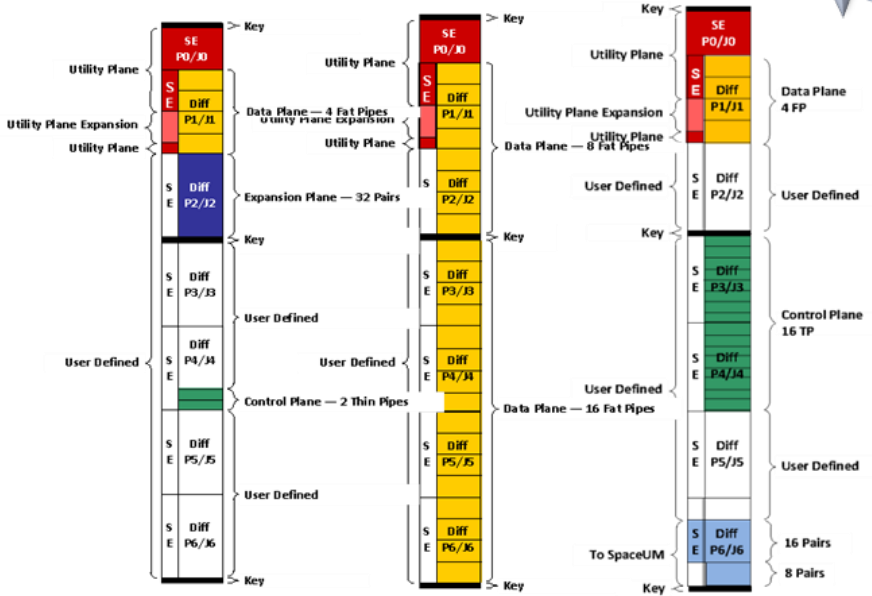 Key
SE
P0/J0
Utility Plane
S
E
Diff
P1/J1
Data Plane — 4 Fat Pipes
Utility Plane Expansion
Utility Plane
S
E
Diff
P2/J2
Expansion Plane — 32 Pairs
Key
S
E
Diff
P3/J3
User Defined
User Defined
S
E
Diff
P4/J4
Control Plane — 2 Thin Pipes
S
E
Diff
P5/J5
User Defined
S
E
Diff
P6/J6
Key
Key
SE
P0/J0
Utility Plane
S
E
Diff
P1/J1
Utility Plane Expansion
Utility Plane
Data Plane — 8 Fat Pipes
S
E
Diff
P2/J2
Key
S
E
Diff
P3/J3
User Defined
S
E
Diff
P4/J4
Data Plane — 16 Fat Pipes
S
E
Diff
P5/J5
S
E
Diff
P6/J6
Key
Key
SE
P0/J0
Utility Plane
S
E
Diff
P1/J1
Data Plane
4 FP
Utility Plane Expansion
Utility Plane
User Defined
S
E
Diff
P2/J2
User Defined
Key
S
E
Diff
P3/J3
Control Plane
16 TP
User Defined
S
E
Diff
P4/J4
S
E
Diff
P5/J5
User Defined
To SpaceUM
S
E
Diff
P6/J6
16 Pairs
8 Pairs
Key